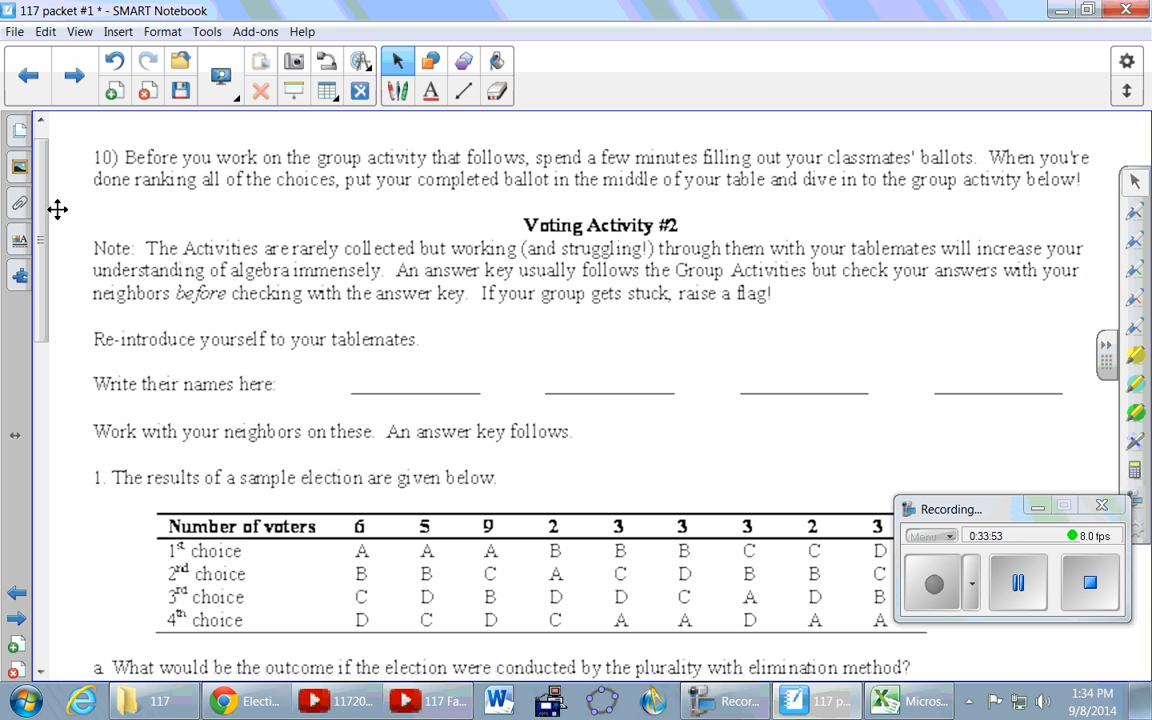 117 packet #1 * - SMART Notebook
File Edit View Insert Format Tools Add-ons Help
10) Before you work on the group activity that follows, spend a few minutes filling out your classmates' ballots. When you're
done ranking all of the choices, put your completed ballot in the middle of your table and dive in to the group activity below!
Voting Activity #2
Note: The Activities are rarely collected but working (and struggling!) through them with your tablemates will increase your
understanding of algebra immensely. An answer key usually follows the Group Activities but check your answers with your
neighbors before checking with the answer key. If your group gets stuck, raise a flag!
Re-introduce yourself to your tablemates.
Write their names here:
Work with your neighbors on these. An answer key follows.
1. The results of a sample election are given below.
Number of voters 6 5 9 2 3 3 3 2 3
1st choice A A A B B B C C D
2nd choice B B C A C D B B C
3rd choice C D B D D C A D B
4th choice D C D C A A D A A
a. What would be the outcome if the election were conducted by the plurality with elimination method?
Recording...
Menu 0:33:53 8.0 fps
117 Electi... 11720... 117 Fa... Recor... 117 p... Micros...
1:34 PM
9/8/2014